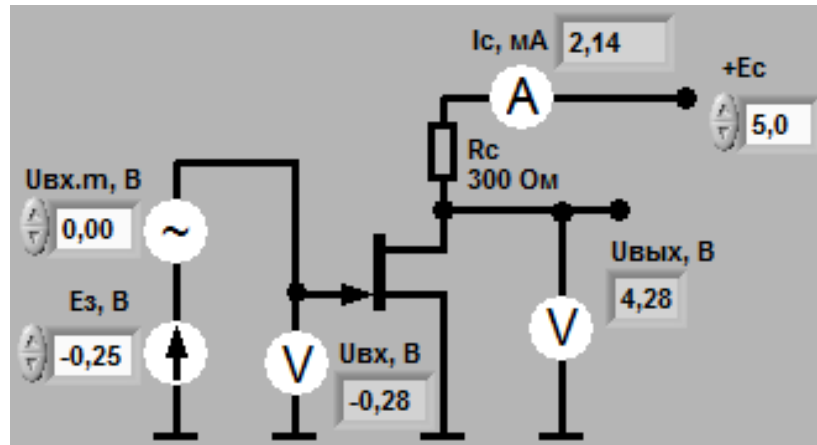 Ic, мА 2,14
+Ec
5,0
A
Rc
300 Ом
Uвх.m, В
0,00
~
Uвых, В
4,28
Eз, В
-0,25
V
V
Uвх, В
-0,28